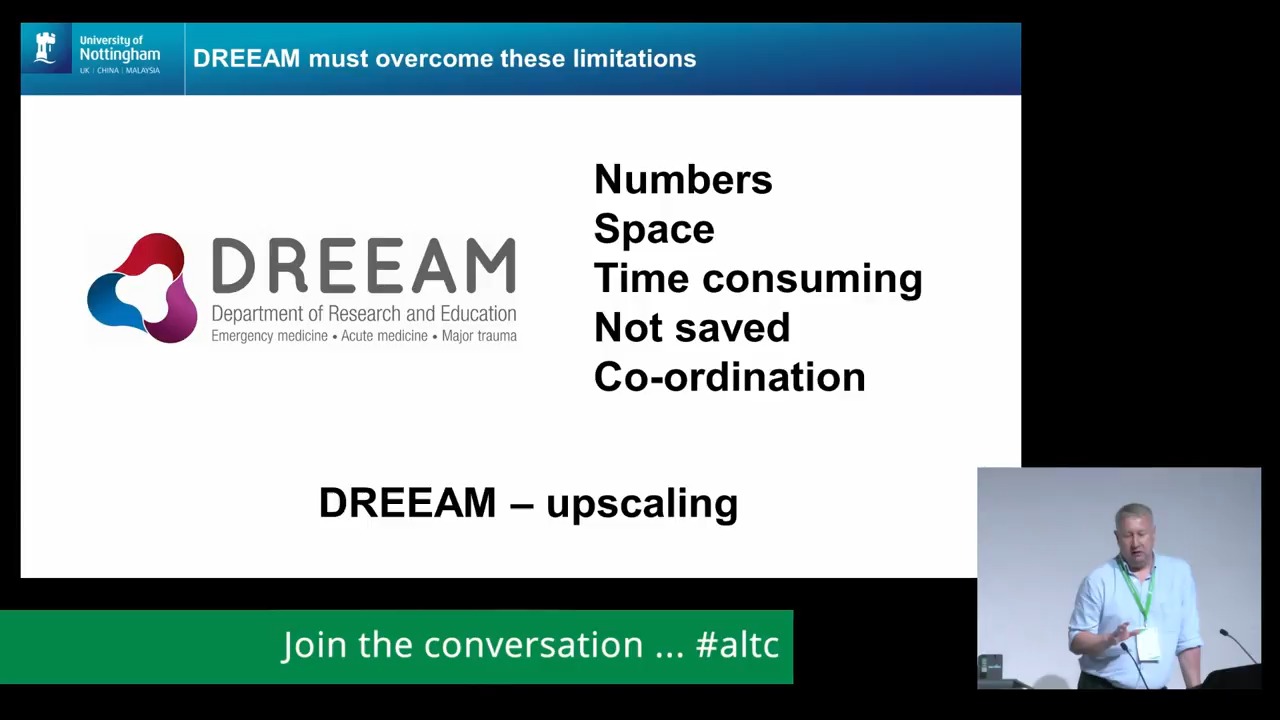 University of
Nottingham
UK | CHINA | MALAYSIA
DREEAM must overcome these limitations
Numbers
Space
Time consuming
Not saved
Co-ordination
DREEAM
Department of Research and Education
Emergency medicine • Acute medicine • Major trauma
DREEAM – upscaling
Join the conversation ... #altc